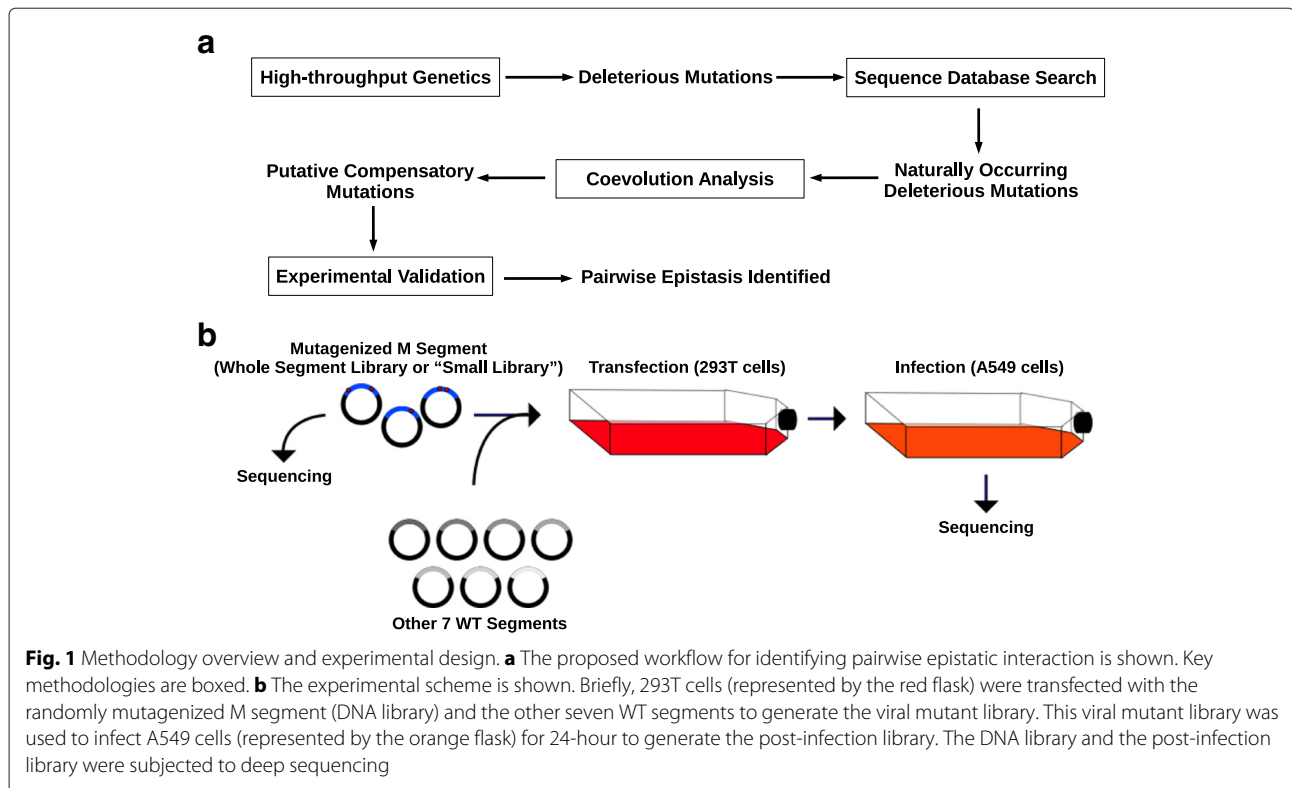 a
High-throughput Genetics
Deleterious Mutations
Sequence Database Search
Putative Compensatory
Mutations
Coevolution Analysis
Naturally Occurring
Deleterious Mutations
Experimental Validation
Pairwise Epistasis Identified
b
Mutagenized M Segment
(Whole Segment Library or “Small Library”)
Transfection (293T cells)
Infection (A549 cells)
Sequencing
Sequencing
Other 7 WT Segments
Fig. 1 Methodology overview and experimental design. a The proposed workflow for identifying pairwise epistatic interaction is shown. Key
methodologies are boxed. b The experimental scheme is shown. Briefly, 293T cells (represented by the red flask) were transfected with the
randomly mutagenized M segment (DNA library) and the other seven WT segments to generate the viral mutant library. This viral mutant library was
used to infect A549 cells (represented by the orange flask) for 24-hour to generate the post-infection library. The DNA library and the post-infection
library were subjected to deep sequencing